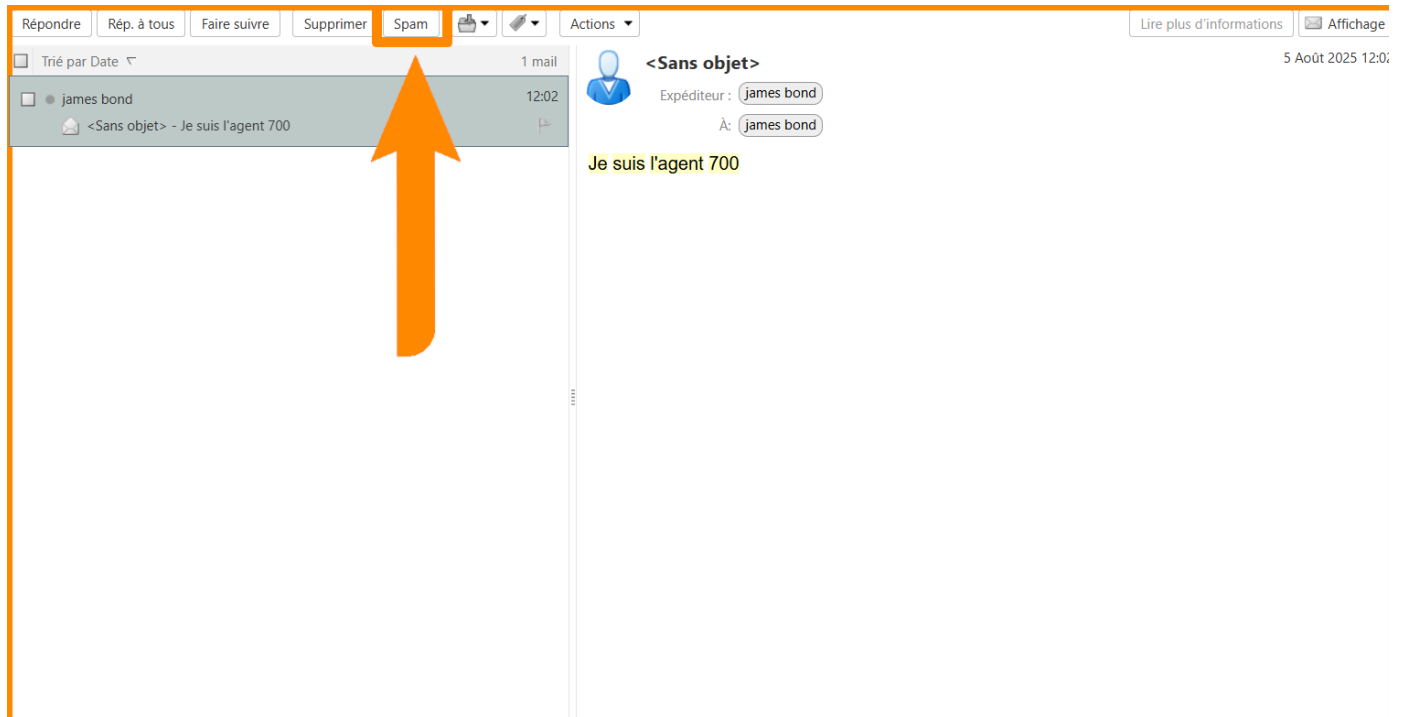 Répondre Rép. à tous Faire suivre Supprimer Spam Actions Lire plus d'informations Affichage
Trié par Date 1 mail
james bond 12:02
<Sans objet> - Je suis l'agent 700
<Sans objet> 5 Août 2025 12:02
Expéditeur : james bond
À: james bond
Je suis l'agent 700